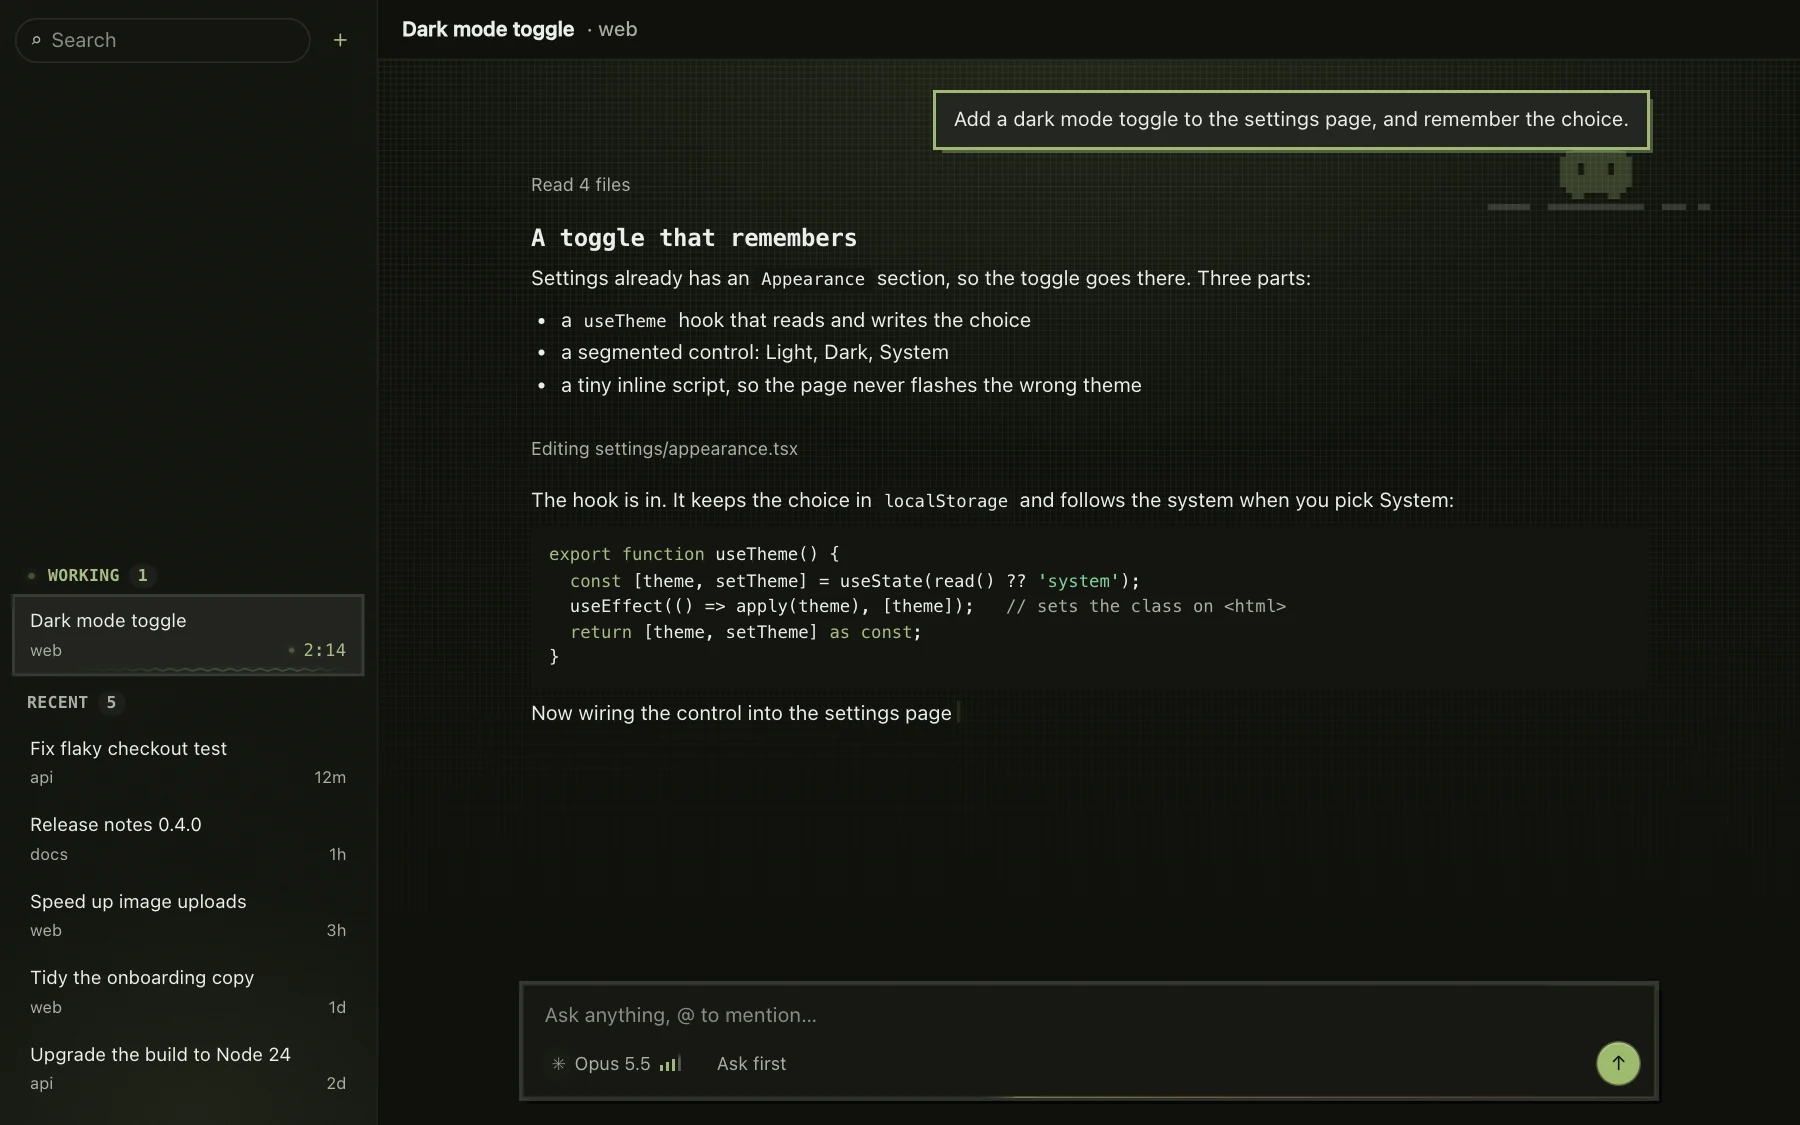 Search
+
WORKING 1
Dark mode toggle
web
2:14
RECENT 5
Fix flaky checkout test
api
12m
Release notes 0.4.0
docs
1h
Speed up image uploads
web
3h
Tidy the onboarding copy
web
1d
Upgrade the build to Node 24
api
2d
Dark mode toggle · web
Add a dark mode toggle to the settings page, and remember the choice.
Read 4 files
A toggle that remembers
Settings already has an Appearance section, so the toggle goes there. Three parts:
• a useTheme hook that reads and writes the choice
• a segmented control: Light, Dark, System
• a tiny inline script, so the page never flashes the wrong theme
Editing settings/appearance.tsx
The hook is in. It keeps the choice in localStorage and follows the system when you pick System:
export function useTheme() {
  const [theme, setTheme] = useState(read() ?? 'system');
  useEffect(() => apply(theme), [theme]);   // sets the class on <html>
  return [theme, setTheme] as const;
}
Now wiring the control into the settings page
Ask anything, @ to mention...
Opus 5.5
Ask first